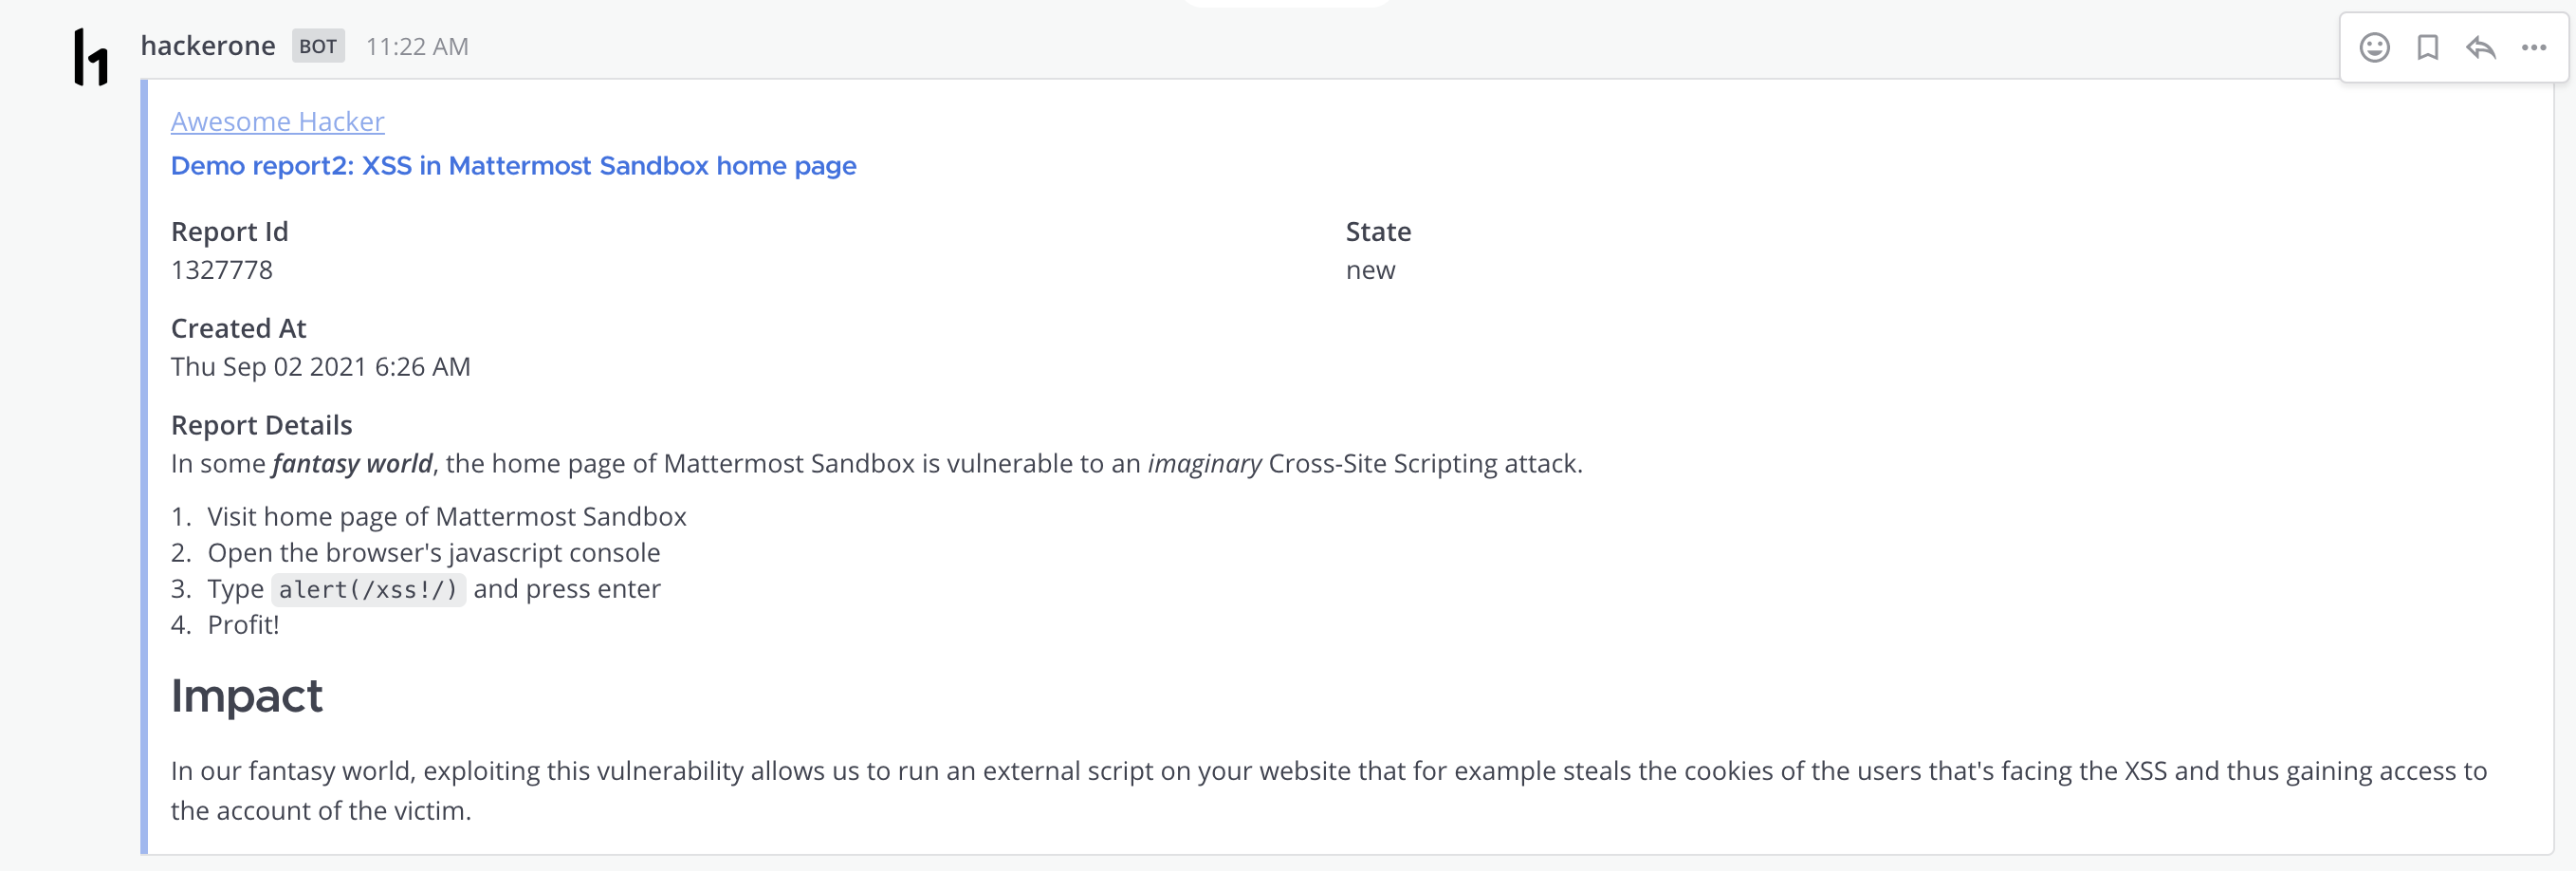 hackerone BOT 11:22 AM
Awesome Hacker
Demo report2: XSS in Mattermost Sandbox home page
Report Id State
1327778 new
Created At
Thu Sep 02 2021 6:26 AM
Report Details
In some fantasy world, the home page of Mattermost Sandbox is vulnerable to an imaginary Cross-Site Scripting attack.
1. Visit home page of Mattermost Sandbox
2. Open the browser's javascript console
3. Type alert(/xss!/) and press enter
4. Profit!
Impact
In our fantasy world, exploiting this vulnerability allows us to run an external script on your website that for example steals the cookies of the users that's facing the XSS and thus gaining access to
the account of the victim.